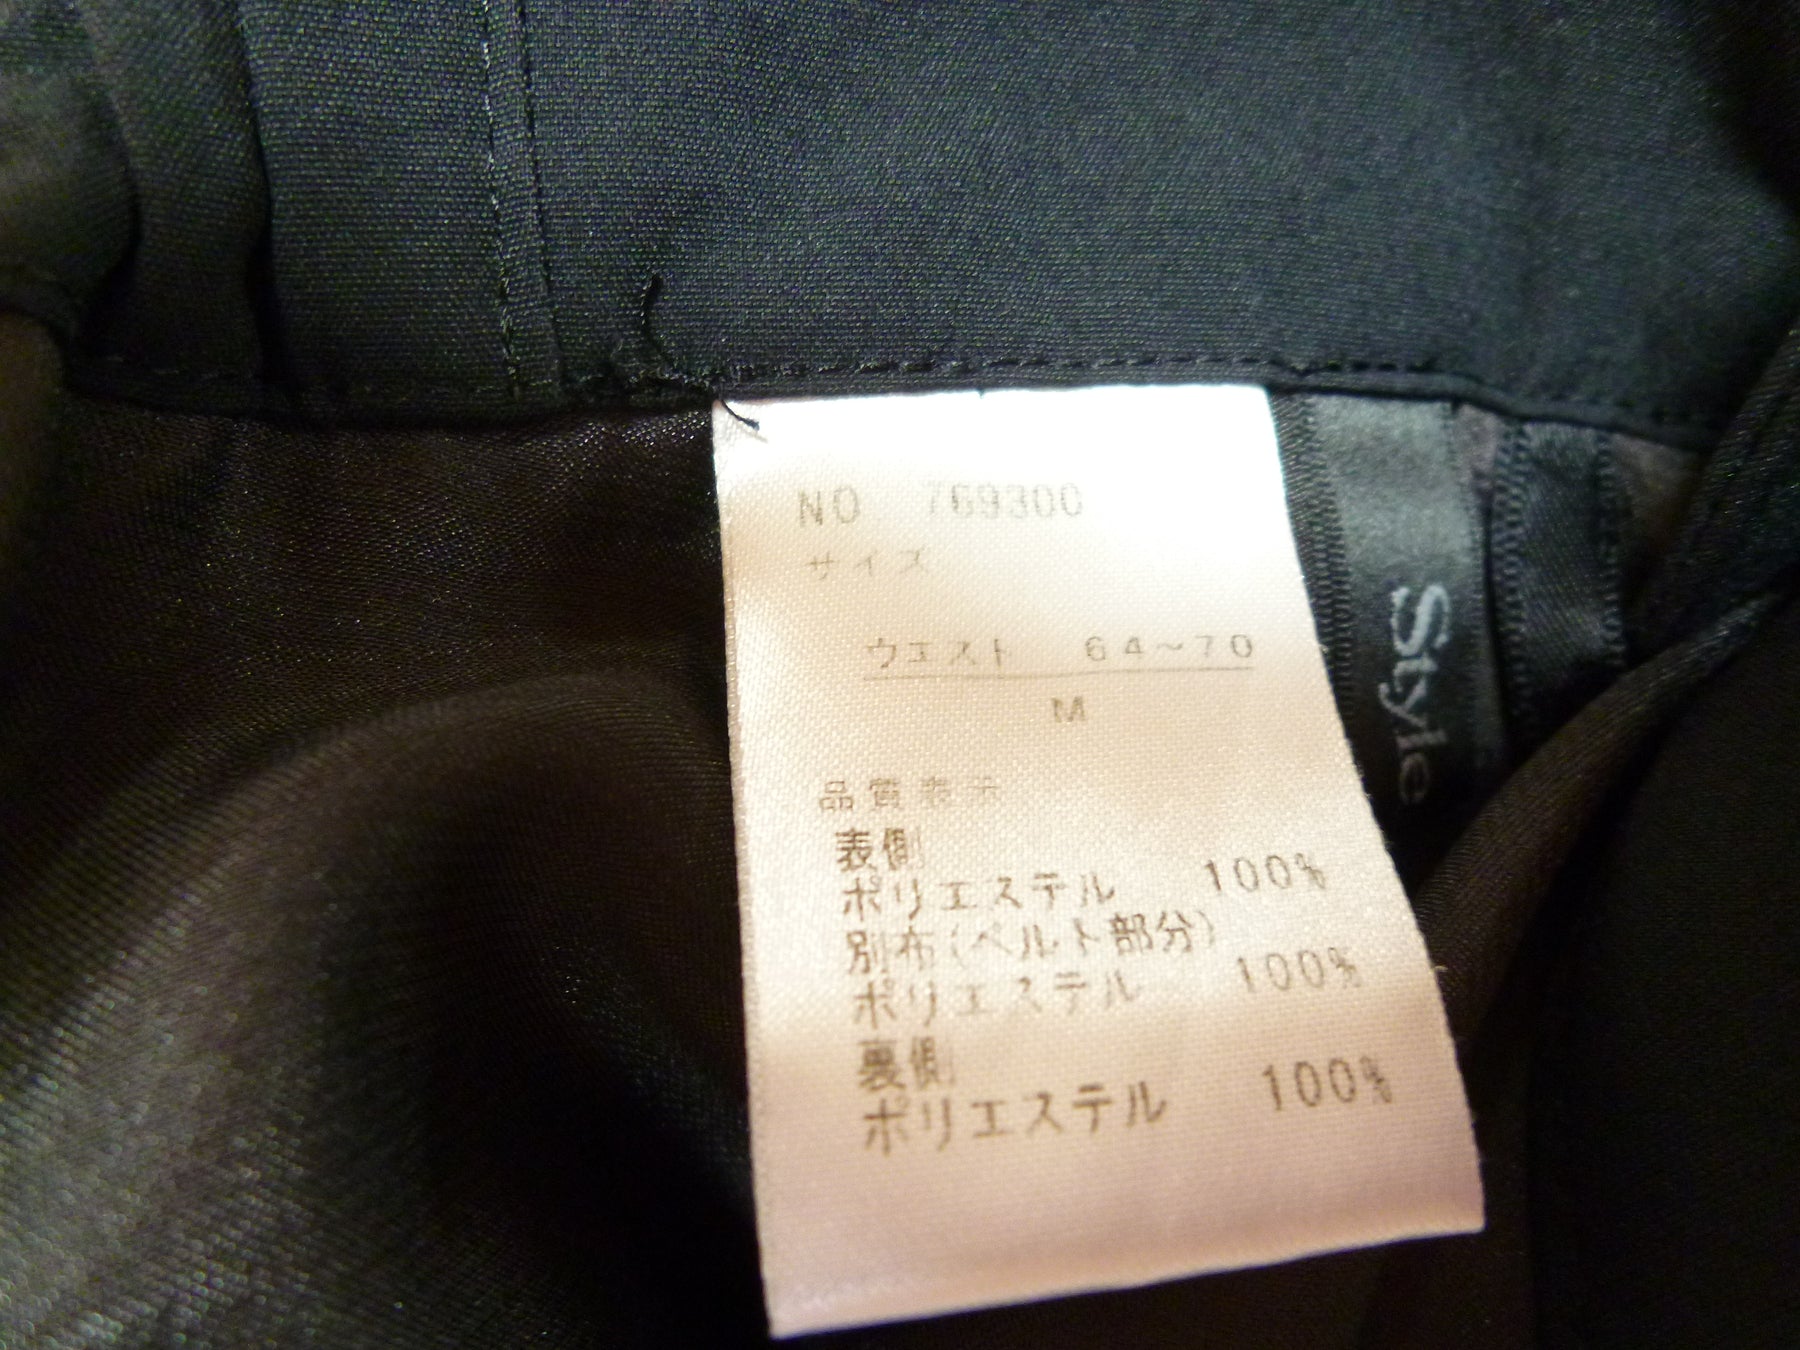 NO 769300
サイズ
ウエスト 64～70
M
品質表示
表側
ポリエステル 100%
別布(ベルト部分)
ポリエステル 100%
裏側
ポリエステル 100%
Style